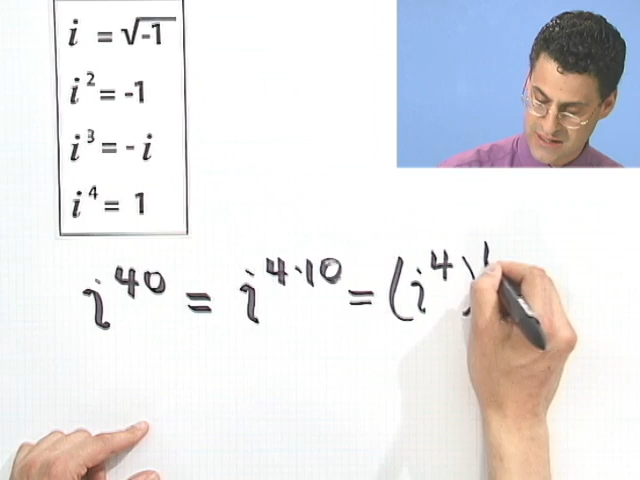 i = √-1
i² = -1
i³ = - i
i⁴ = 1
i⁴⁰ = i⁴·¹⁰ = (i⁴)